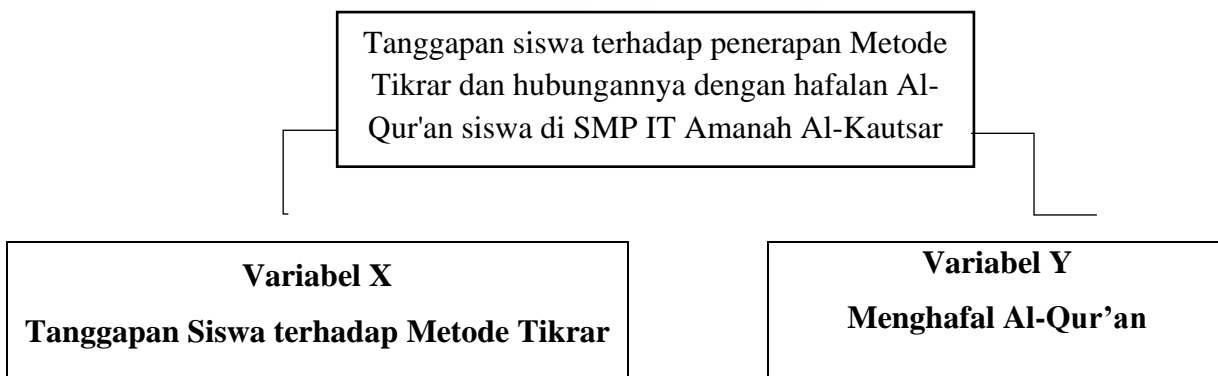 Tanggapan siswa terhadap penerapan Metode
Tikrar dan hubungannya dengan hafalan Al-
Qur'an siswa di SMP IT Amanah Al-Kautsar
Variabel X
Tanggapan Siswa terhadap Metode Tikrar
Variabel Y
Menghafal Al-Qur’an